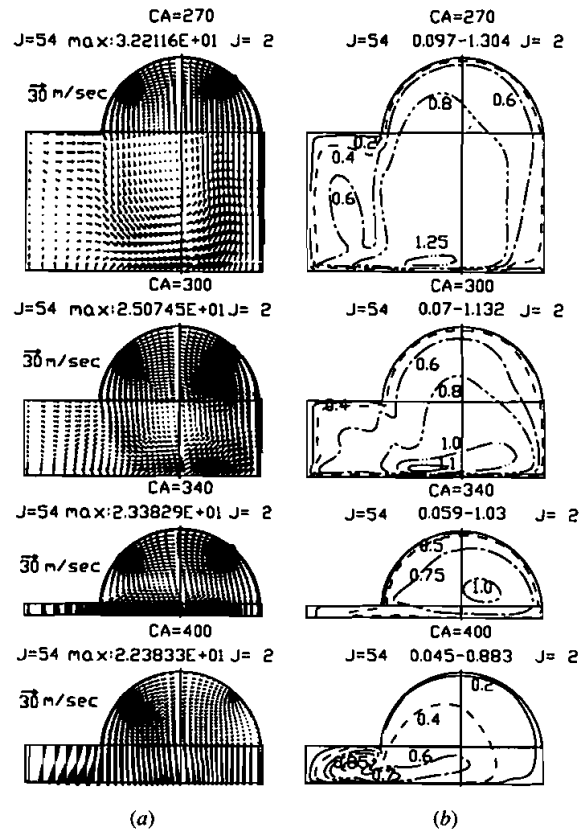 CA=270
J=54 max:3.22116E+01 J= 2
30 m/sec
CA=270
J=54 0.097-1.304 J= 2
0.6
0.8
0.2
0.4
0.6
1.25
CA=300
J=54 max:2.50745E+01 J= 2
30 m/sec
CA=300
J=54 0.07-1.132 J= 2
0.6
0.8
0.4
1.0
1.1
CA=340
J=54 max:2.33829E+01 J= 2
30 m/sec
CA=340
J=54 0.059-1.03 J= 2
0.5
0.75
1.0
CA=400
J=54 max:2.23833E+01 J= 2
30 m/sec
CA=400
J=54 0.045-0.883 J= 2
0.2
0.4
0.6
(a)
(b)